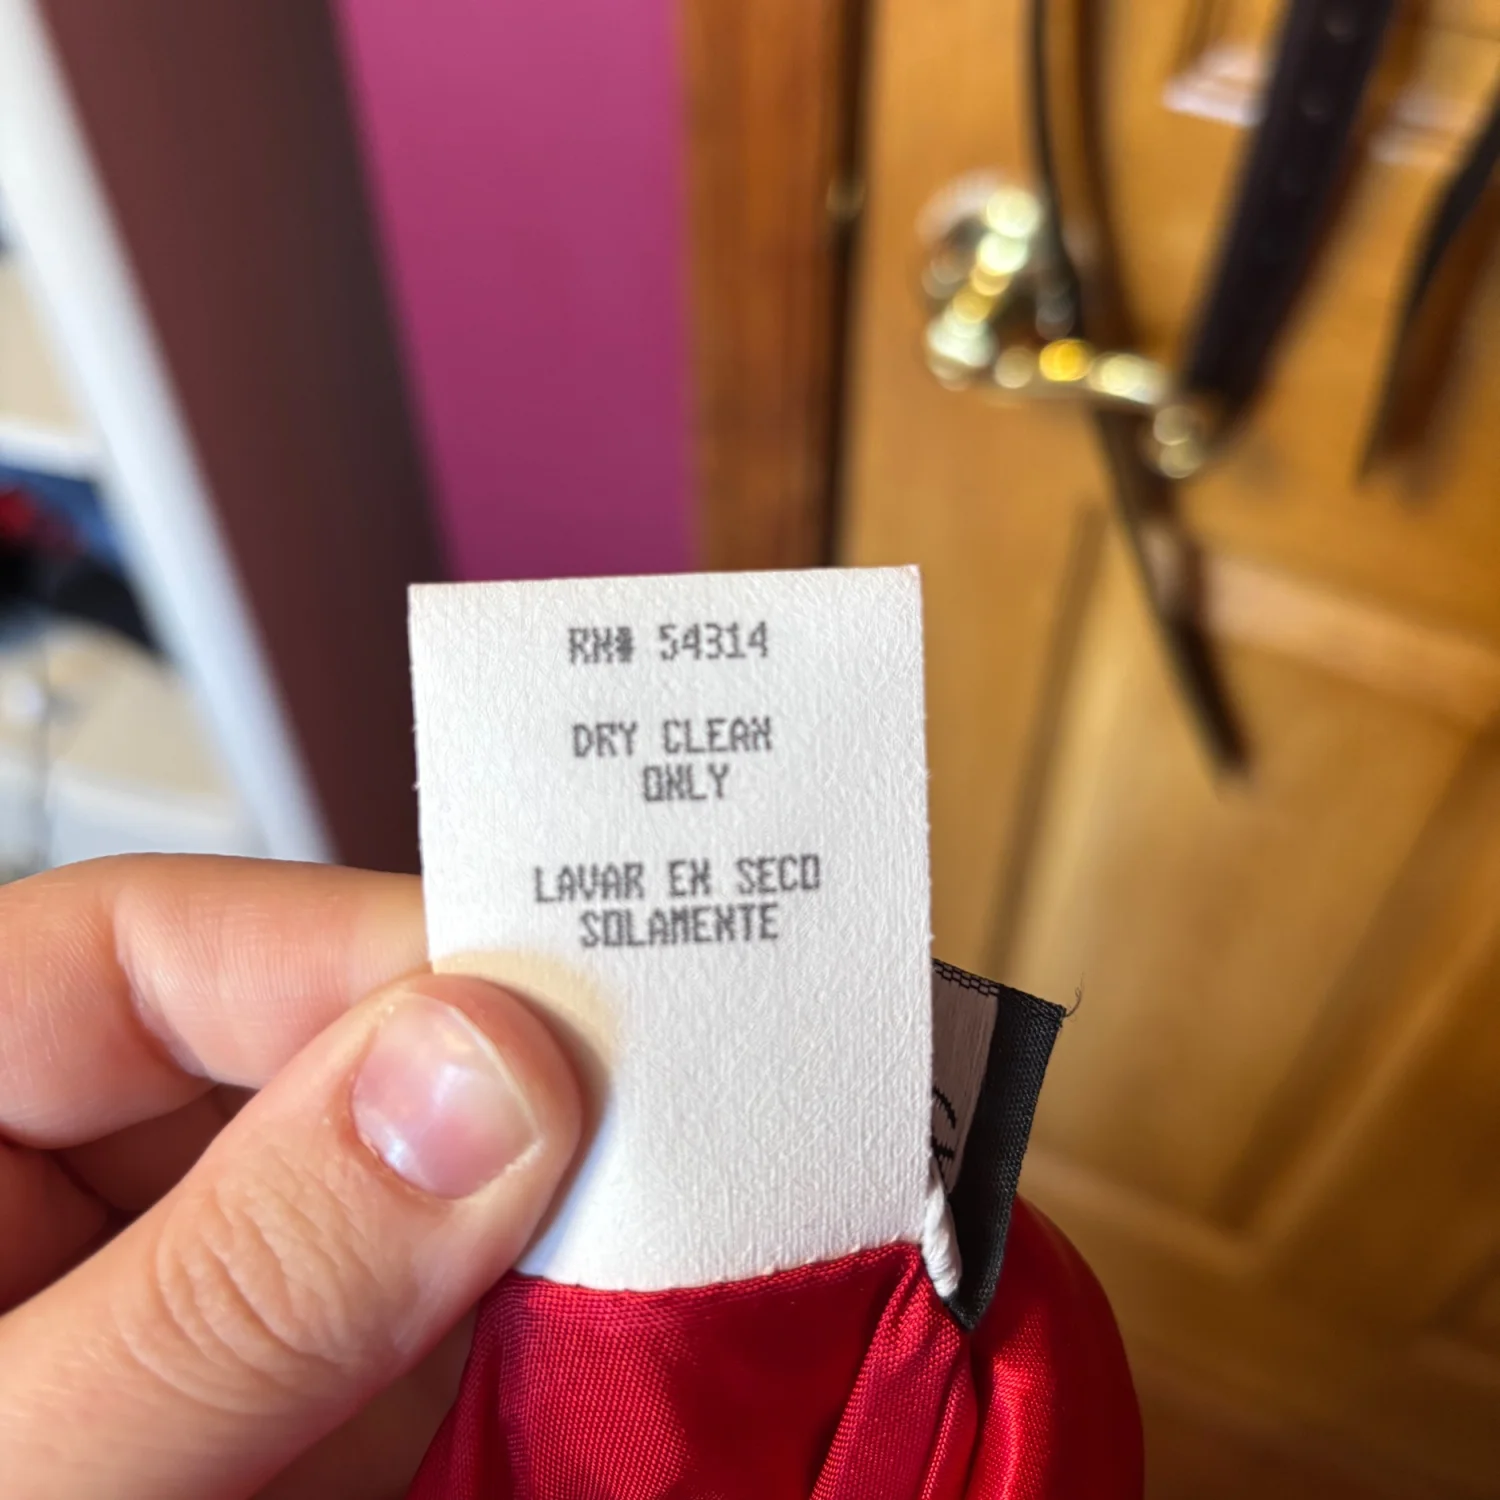 RN# 54314
DRY CLEAN
ONLY
LAVAR EN SECO
SOLAMENTE